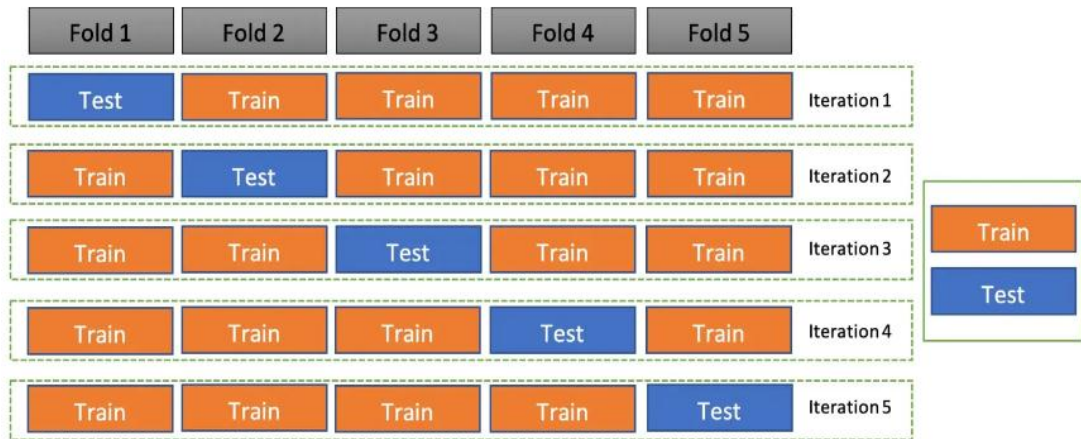 Fold 1 Fold 2 Fold 3 Fold 4 Fold 5
Test Train Train Train Train Iteration 1
Train Test Train Train Train Iteration 2
Train Train Test Train Train Iteration 3
Train Train Train Test Train Iteration 4
Train Train Train Train Test Iteration 5
Train
Test